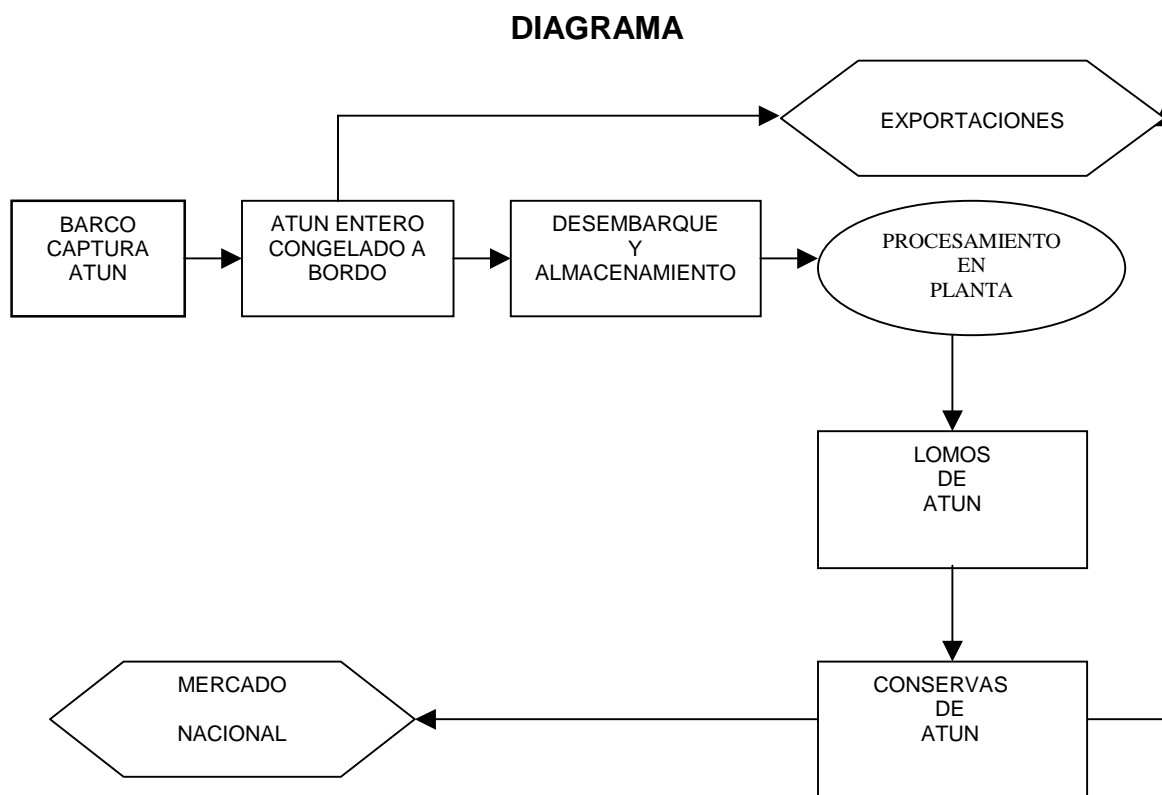 DIAGRAMA
EXPORTACIONES
BARCO
CAPTURA
ATUN
ATUN ENTERO
CONGELADO A
BORDO
DESEMBARQUE
Y
ALMACENAMIENTO
PROCESAMIENTO
EN
PLANTA
LOMOS
DE
ATUN
MERCADO
NACIONAL
CONSERVAS
DE
ATUN